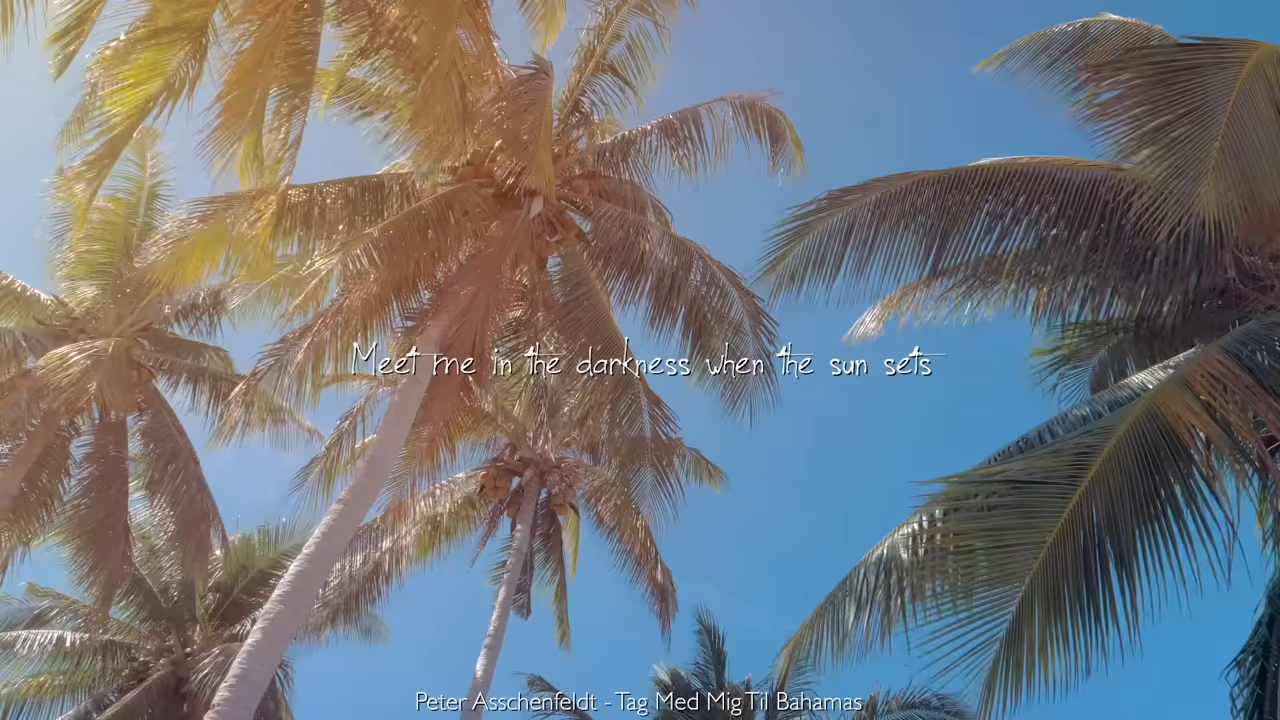 Meet me in the darkness when the sun sets
Peter Asschenfeldt - Tag Med Mig Til Bahamas